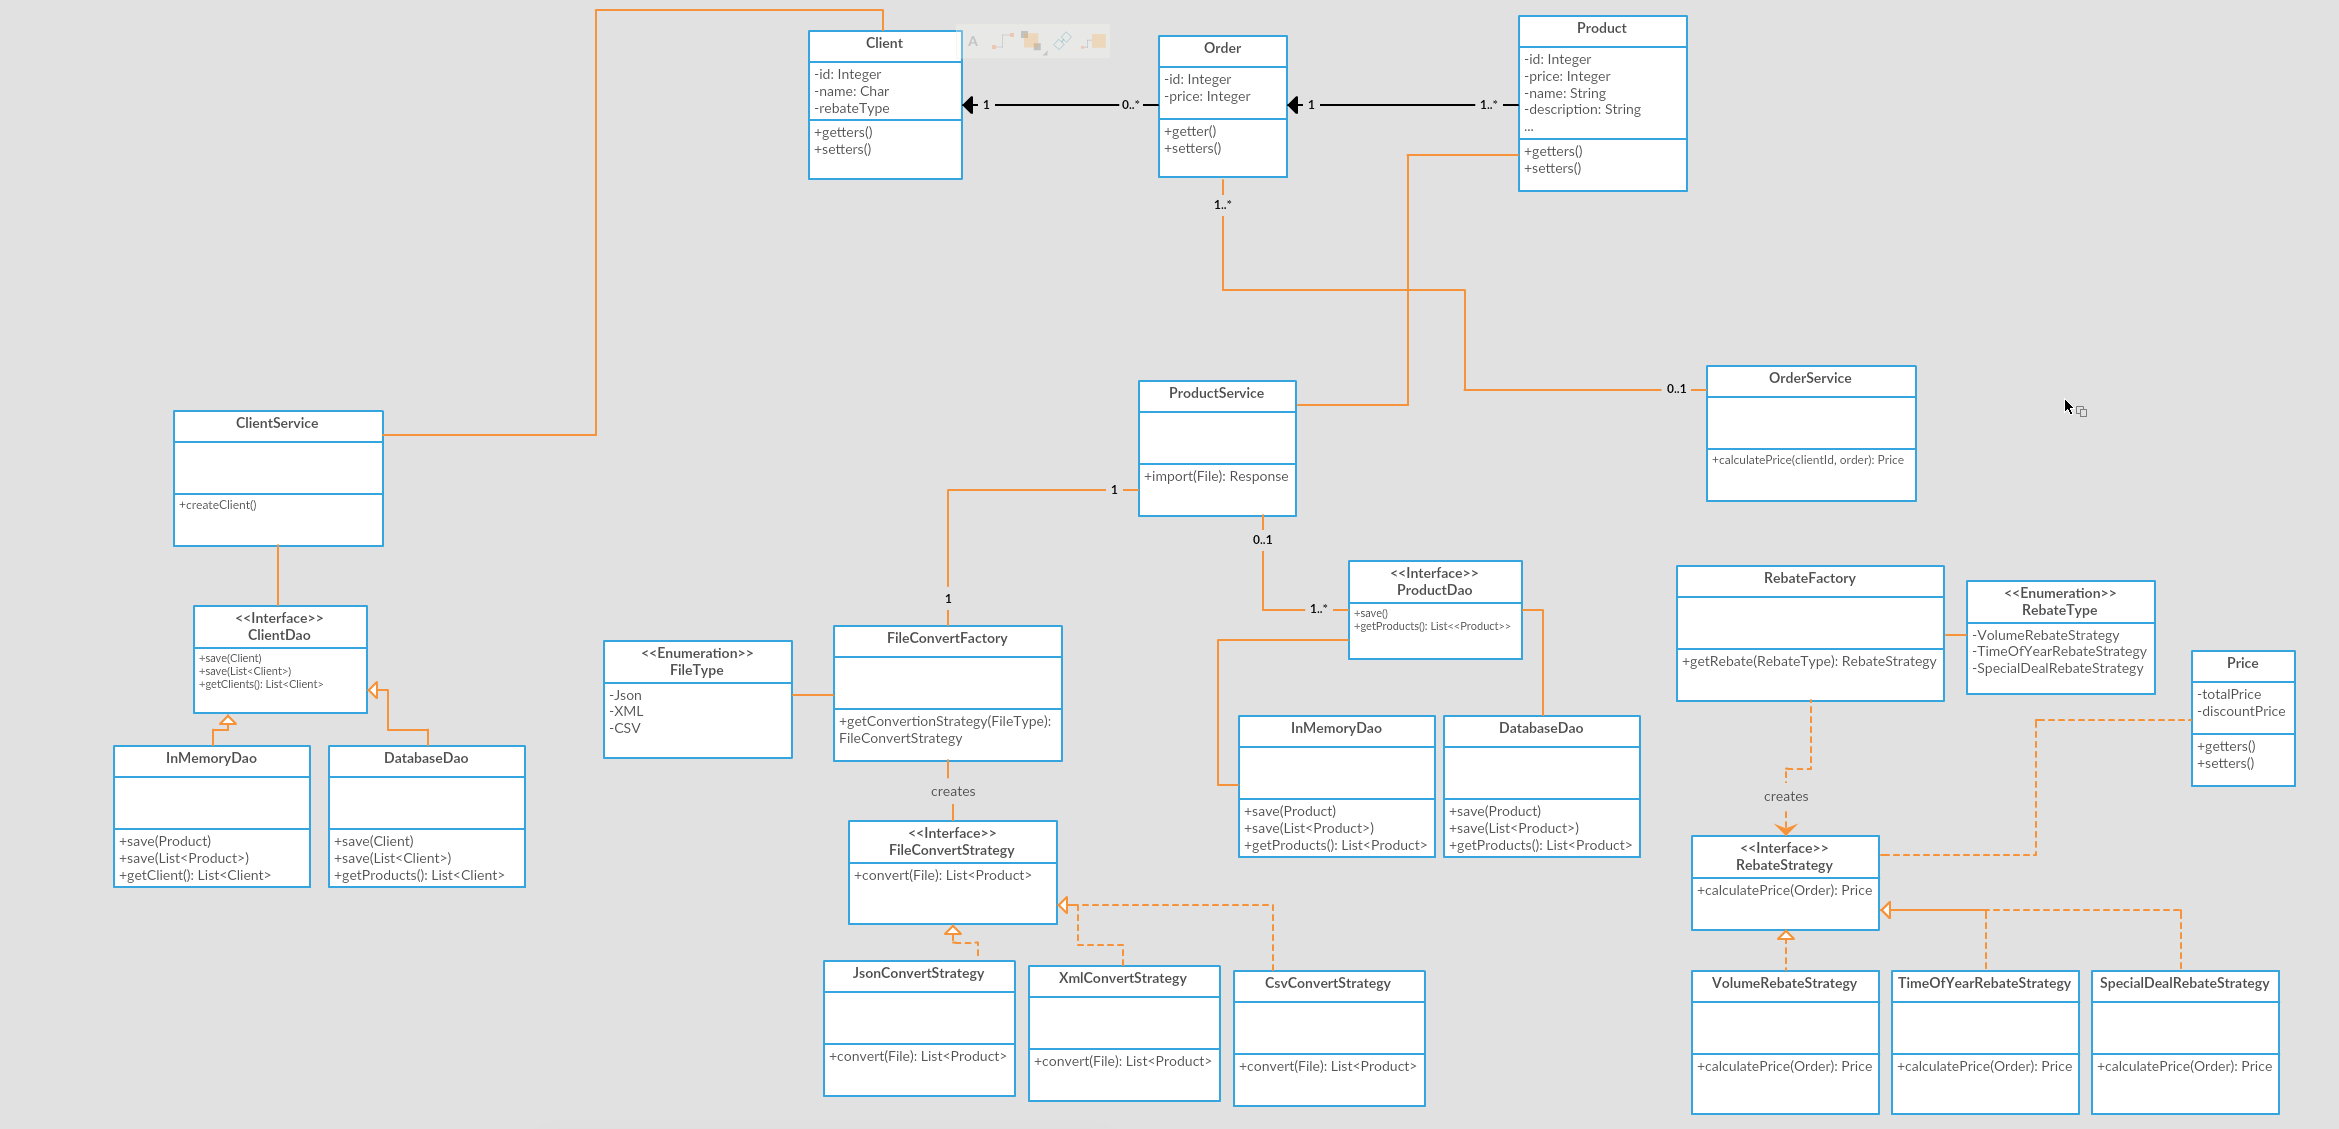 Client
-id: Integer
-name: Char
-rebateType
+getters()
+setters()
A
1
0..*
Order
-id: Integer
-price: Integer
+getter()
+setters()
1
1..*
Product
-id: Integer
-price: Integer
-name: String
-description: String
...
+getters()
+setters()
1..*
0..1
OrderService
+calculatePrice(clientId, order): Price
ProductService
+import(File): Response
1
0..1
ClientService
+createClient()
<<Interface>>
ClientDao
+save(Client)
+save(List<Client>)
+getClients(): List<Client>
InMemoryDao
+save(Product)
+save(List<Product>)
+getClient(): List<Client>
DatabaseDao
+save(Client)
+save(List<Client>)
+getProducts(): List<Client>
<<Enumeration>>
FileType
-Json
-XML
-CSV
1
FileConvertFactory
+getConvertionStrategy(FileType):
FileConvertStrategy
creates
<<Interface>>
FileConvertStrategy
+convert(File): List<Product>
JsonConvertStrategy
+convert(File): List<Product>
XmlConvertStrategy
+convert(File): List<Product>
CsvConvertStrategy
+convert(File): List<Product>
1..*
<<Interface>>
ProductDao
+save()
+getProducts(): List<<Product>>
InMemoryDao
+save(Product)
+save(List<Product>)
+getProducts(): List<Product>
DatabaseDao
+save(Product)
+save(List<Product>)
+getProducts(): List<Product>
RebateFactory
+getRebate(RebateType): RebateStrategy
<<Enumeration>>
RebateType
-VolumeRebateStrategy
-TimeOfYearRebateStrategy
-SpecialDealRebateStrategy
Price
-totalPrice
-discountPrice
+getters()
+setters()
creates
<<Interface>>
RebateStrategy
+calculatePrice(Order): Price
VolumeRebateStrategy
+calculatePrice(Order): Price
TimeOfYearRebateStrategy
+calculatePrice(Order): Price
SpecialDealRebateStrategy
+calculatePrice(Order): Price